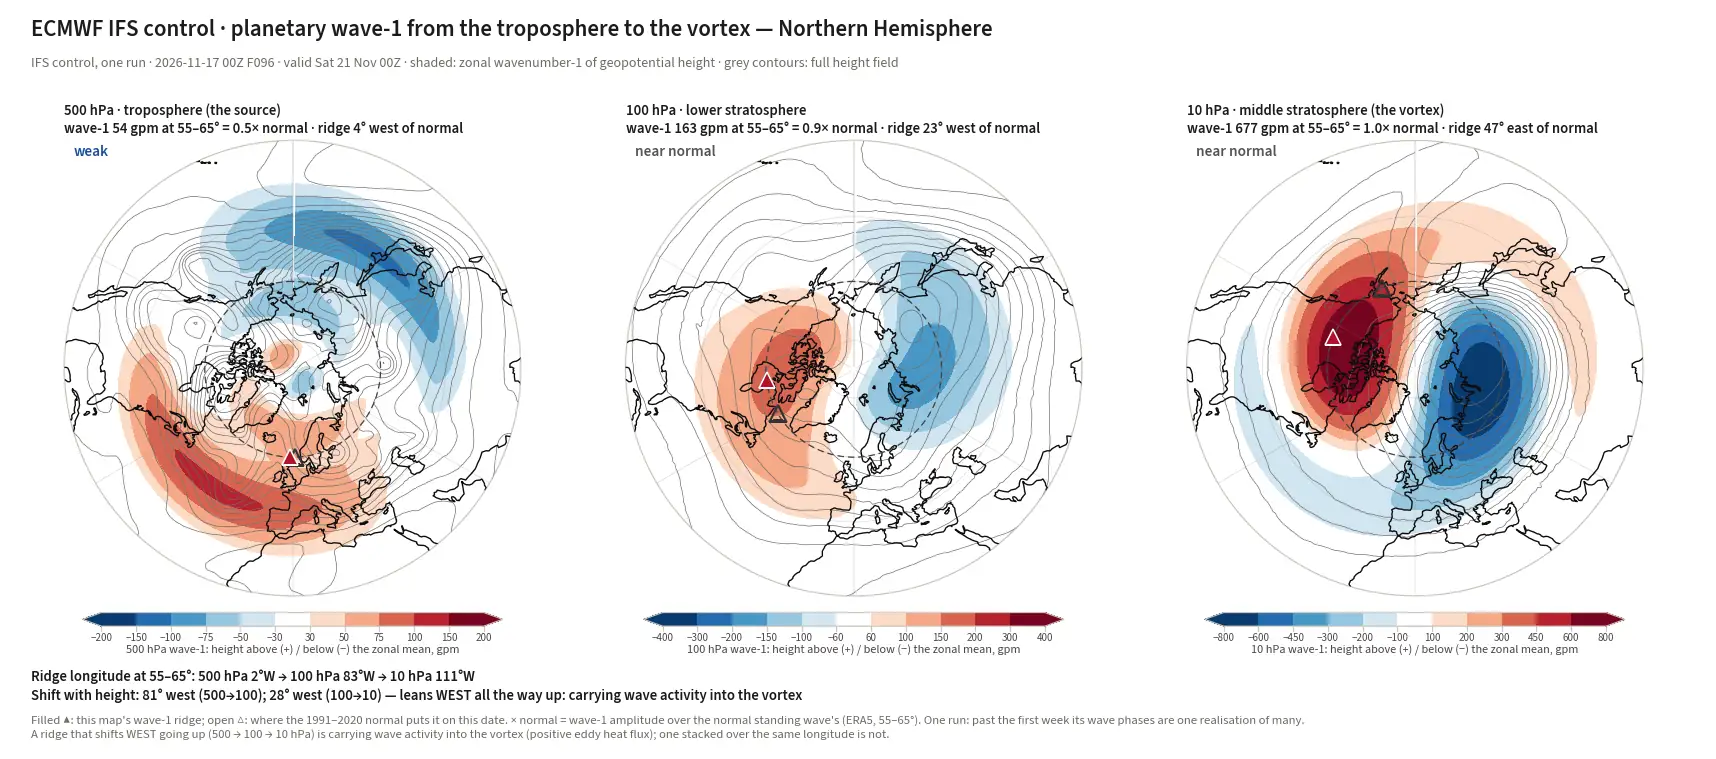 ECMWF IFS control · planetary wave-1 from the troposphere to the vortex — Northern Hemisphere
IFS control, one run · 2026-11-17 00Z F096 · valid Sat 21 Nov 00Z · shaded: zonal wavenumber-1 of geopotential height · grey contours: full height field
500 hPa · troposphere (the source)
wave-1 54 gpm at 55–65° = 0.5× normal · ridge 4° west of normal
weak
100 hPa · lower stratosphere
wave-1 163 gpm at 55–65° = 0.9× normal · ridge 23° west of normal
near normal
10 hPa · middle stratosphere (the vortex)
wave-1 677 gpm at 55–65° = 1.0× normal · ridge 47° east of normal
near normal
−200 −150 −100 −75 −50 −30 30 50 75 100 150 200
500 hPa wave-1: height above (+) / below (−) the zonal mean, gpm
−400 −300 −200 −150 −100 −60 60 100 150 200 300 400
100 hPa wave-1: height above (+) / below (−) the zonal mean, gpm
−800 −600 −450 −300 −200 −100 100 200 300 450 600 800
10 hPa wave-1: height above (+) / below (−) the zonal mean, gpm
Ridge longitude at 55–65°: 500 hPa 2°W → 100 hPa 83°W → 10 hPa 111°W
Shift with height: 81° west (500→100); 28° west (100→10) — leans WEST all the way up: carrying wave activity into the vortex
Filled ▲: this map's wave-1 ridge; open △: where the 1991–2020 normal puts it on this date. × normal = wave-1 amplitude over the normal standing wave's (ERA5, 55–65°). One run: past the first week its wave phases are one realisation of many.
A ridge that shifts WEST going up (500 → 100 → 10 hPa) is carrying wave activity into the vortex (positive eddy heat flux); one stacked over the same longitude is not.